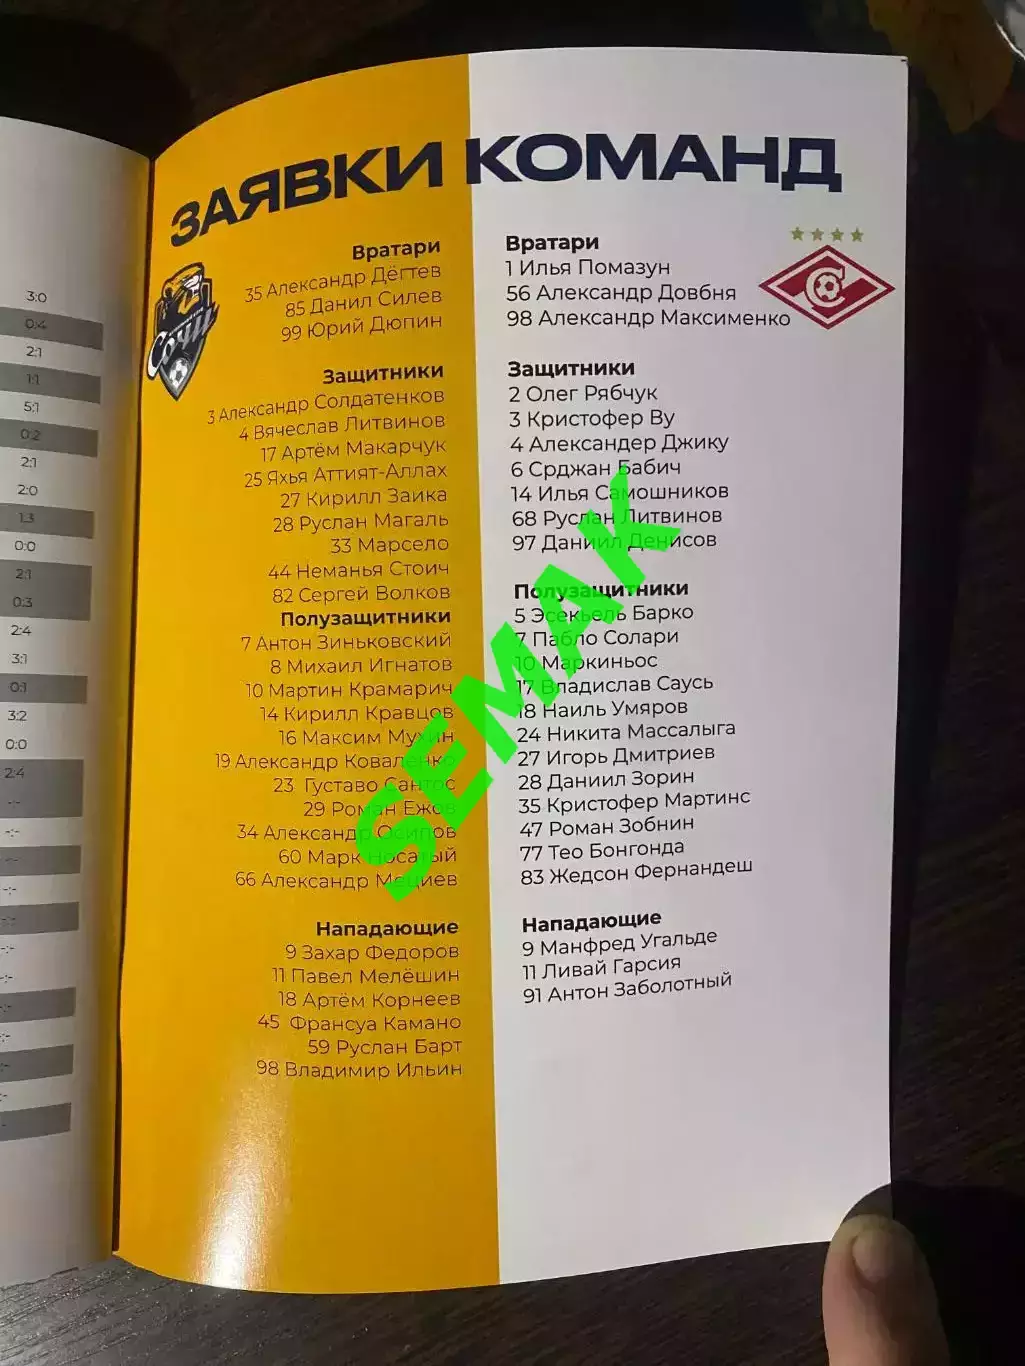 3:0
0:4
2:1
1:1
5:1
0:2
2:1
2:0
1:3
0:0
2:1
0:3
2:4
3:1
0:1
3:2
0:0
2:4
-:-
-:-
-:-
-:-
-:-
-:-
-:-
-:-
-:-
-:-
-:-
-:-
ЗАЯВКИ КОМАНД
Сочи
Вратари
35 Александр Дёгтев
85 Данил Силев
99 Юрий Дюпин
Защитники
3 Александр Солдатенков
4 Вячеслав Литвинов
17 Артём Макарчук
25 Яхья Аттият-Аллах
27 Кирилл Заика
28 Руслан Магаль
33 Марсело
44 Неманья Стоич
82 Сергей Волков
Полузащитники
7 Антон Зиньковский
8 Михаил Игнатов
10 Мартин Крамарич
14 Кирилл Кравцов
16 Максим Мухин
19 Александр Коваленко
23 Густаво Сантос
29 Роман Ежов
34 Александр Осипов
60 Марк Носатый
66 Александр Мециев
Нападающие
9 Захар Федоров
11 Павел Мелёшин
18 Артём Корнеев
45 Франсуа Камано
59 Руслан Барт
98 Владимир Ильин
Вратари
1 Илья Помазун
56 Александр Довбня
98 Александр Максименко
С
Защитники
2 Олег Рябчук
3 Кристофер Ву
4 Александер Джику
6 Срджан Бабич
14 Илья Самошников
68 Руслан Литвинов
97 Даниил Денисов
Полузащитники
5 Эсекьель Барко
7 Пабло Солари
10 Маркиньос
17 Владислав Саусь
18 Наиль Умяров
24 Никита Массалыга
27 Игорь Дмитриев
28 Даниил Зорин
35 Кристофер Мартинс
47 Роман Зобнин
77 Тео Бонгонда
83 Жедсон Фернандеш
Нападающие
9 Манфред Угальде
11 Ливай Гарсия
91 Антон Заболотный
SEMAK